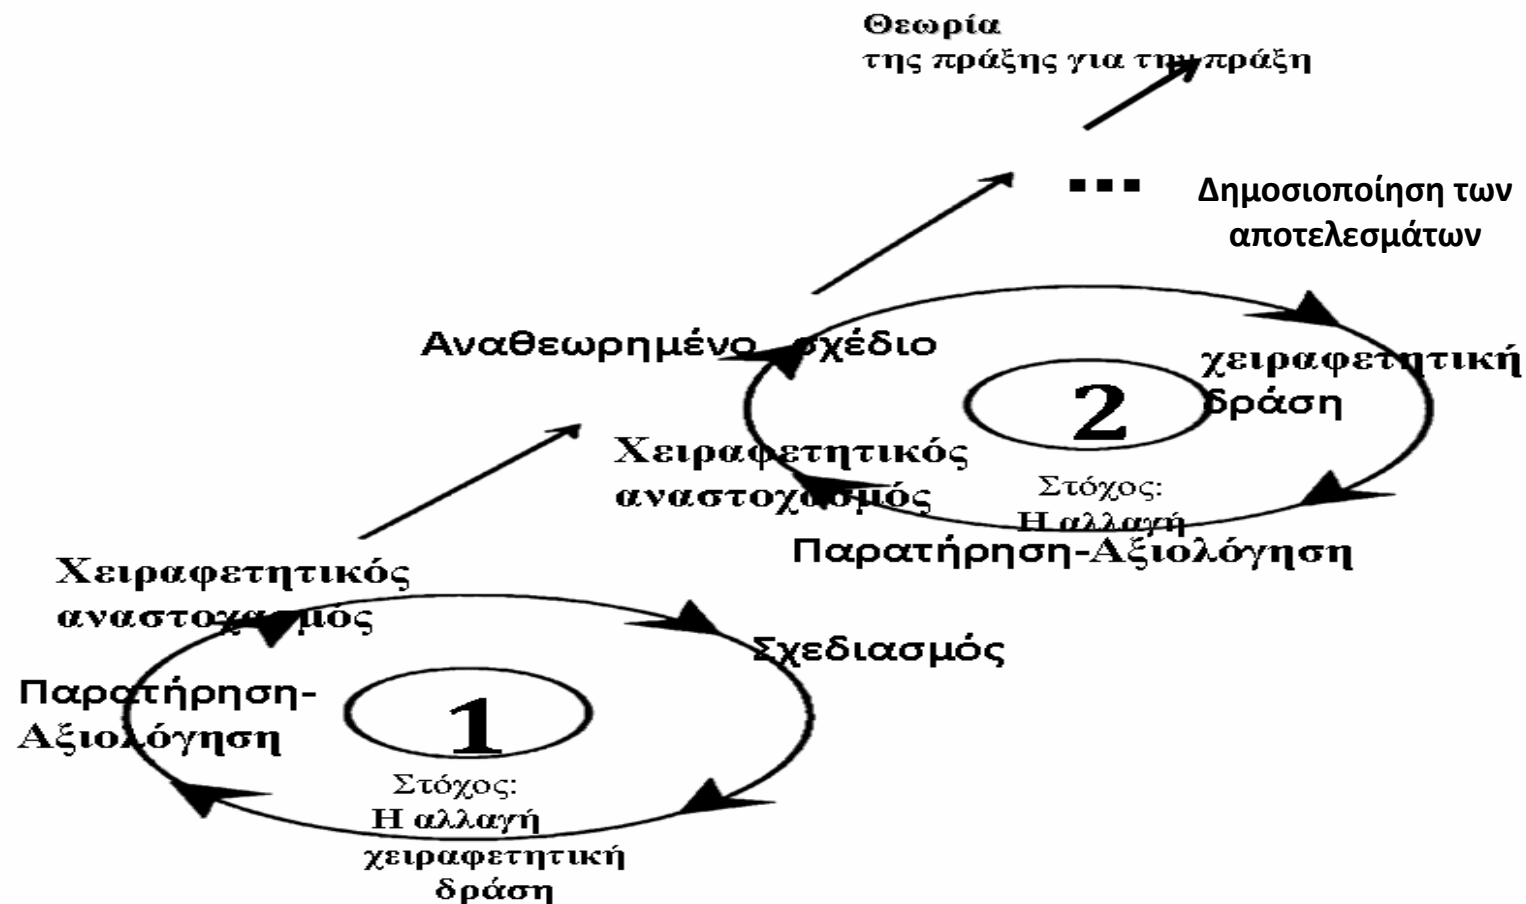 Θεωρία
της πράξης για την πράξη
...
Δημοσιοποίηση των
αποτελεσμάτων
Αναθεωρημένο σχέδιο
χειραφετητική
δράση
2
Χειραφετητικός
αναστοχασμός
Στόχος:
Η αλλαγή
Παρατήρηση-Αξιολόγηση
Χειραφετητικός
αναστοχασμός
Σχεδιασμός
Παρατήρηση-
Αξιολόγηση
1
Στόχος:
Η αλλαγή
χειραφετητική
δράση